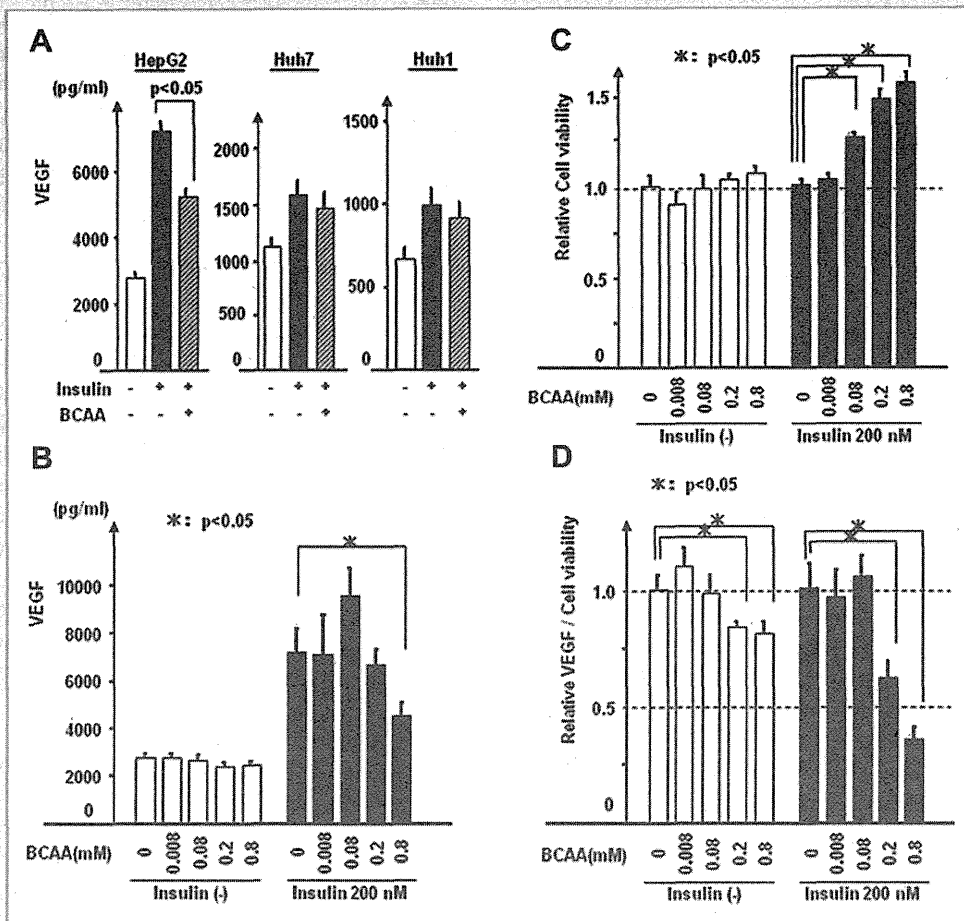 A
HepG2
Huh7
Huh1
(pg/ml)
p<0.05
VEGF
6000
4000
2000
0
2000
1500
1000
500
0
1500
1000
500
0
Insulin - + + - + + - + +
BCAA - - + - - + - - +
B
(pg/ml)
*: p<0.05
*
VEGF
10000
8000
6000
4000
2000
0
BCAA(mM) 0 0.008 0.08 0.2 0.8 0 0.008 0.08 0.2 0.8
Insulin (-) Insulin 200 nM
C
*: p<0.05
*
*
*
Relative Cell viability
1.5
1.0
0.5
0
BCAA(mM) 0 0.008 0.08 0.2 0.8 0 0.008 0.08 0.2 0.8
Insulin (-) Insulin 200 nM
D
*: p<0.05
*
*
*
*
Relative VEGF / Cell viability
1.0
0.5
0
BCAA(mM) 0 0.008 0.08 0.2 0.8 0 0.008 0.08 0.2 0.8
Insulin (-) Insulin 200 nM